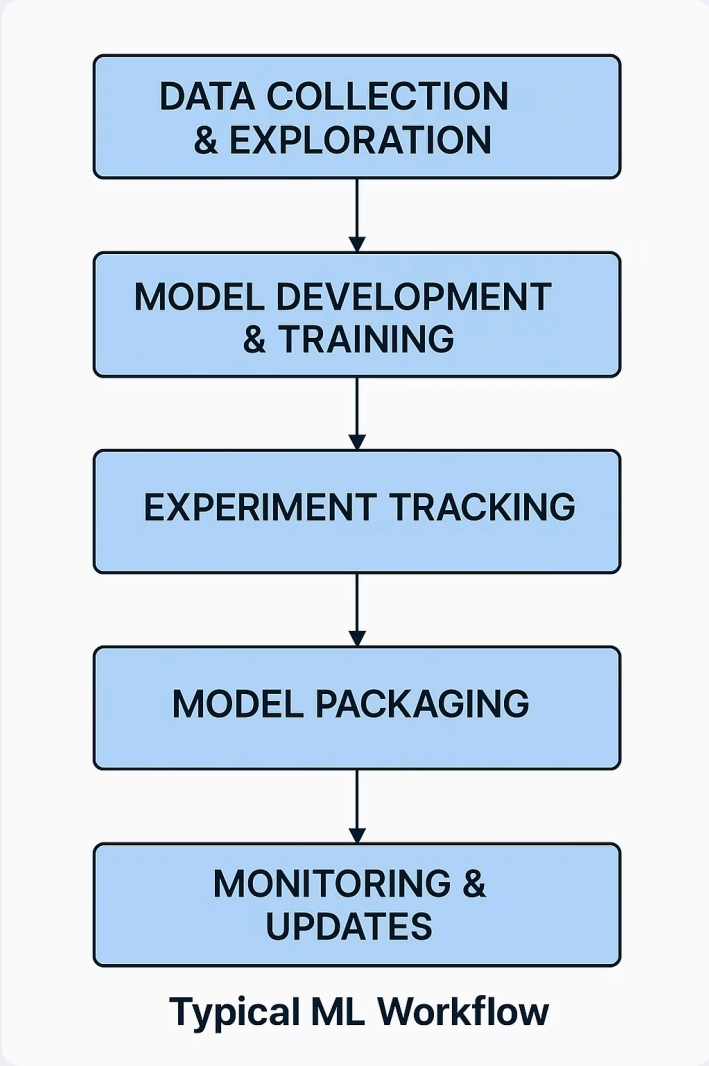 DATA COLLECTION
& EXPLORATION
MODEL DEVELOPMENT
& TRAINING
EXPERIMENT TRACKING
MODEL PACKAGING
MONITORING &
UPDATES
Typical ML Workflow